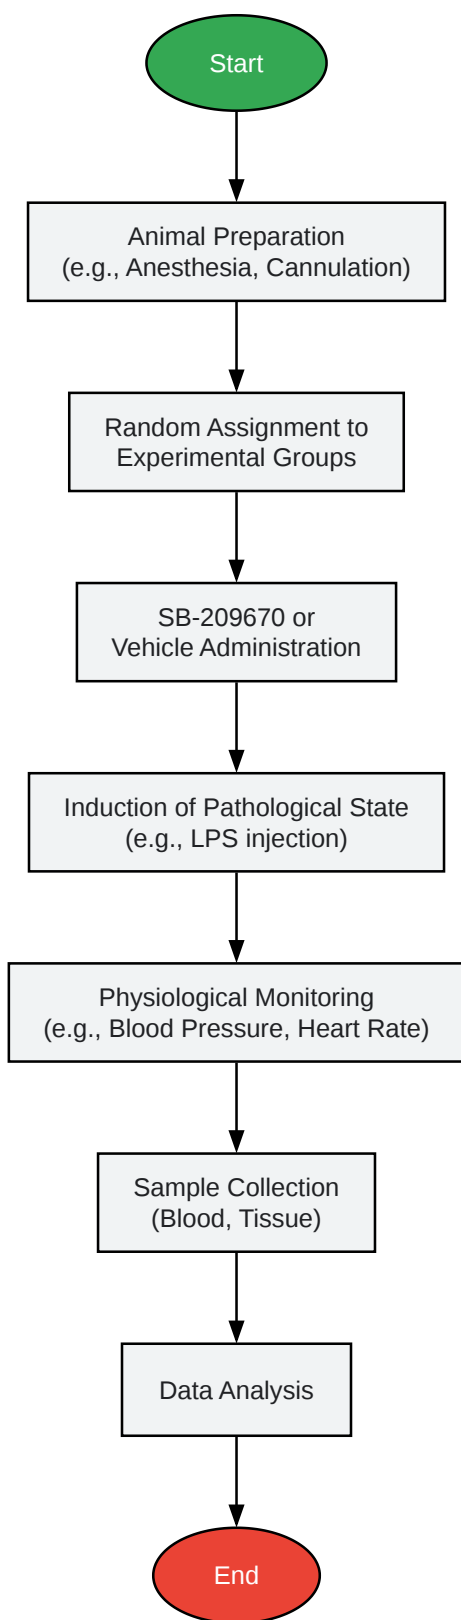 Start
Animal Preparation
(e.g., Anesthesia, Cannulation)
Random Assignment to
Experimental Groups
SB-209670 or
Vehicle Administration
Induction of Pathological State
(e.g., LPS injection)
Physiological Monitoring
(e.g., Blood Pressure, Heart Rate)
Sample Collection
(Blood, Tissue)
Data Analysis
End